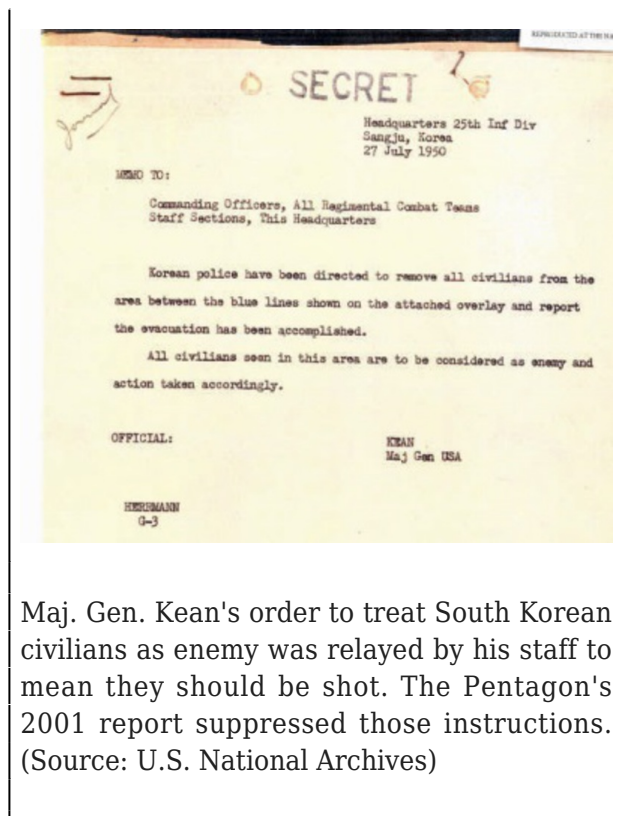 REPRODUCED AT THE NA
SECRET
Headquarters 25th Inf Div
Sangju, Korea
27 July 1950
MEMO TO:
Commanding Officers, All Regimental Combat Teams
Staff Sections, This Headquarters
Korean police have been directed to remove all civilians from the
area between the blue lines shown on the attached overlay and report
the evacuation has been accomplished.
All civilians seen in this area are to be considered as enemy and
action taken accordingly.
OFFICIAL:
KEAN
Maj Gen USA
HERRMANN
G-3
Maj. Gen. Kean's order to treat South Korean
civilians as enemy was relayed by his staff to
mean they should be shot. The Pentagon's
2001 report suppressed those instructions.
(Source: U.S. National Archives)